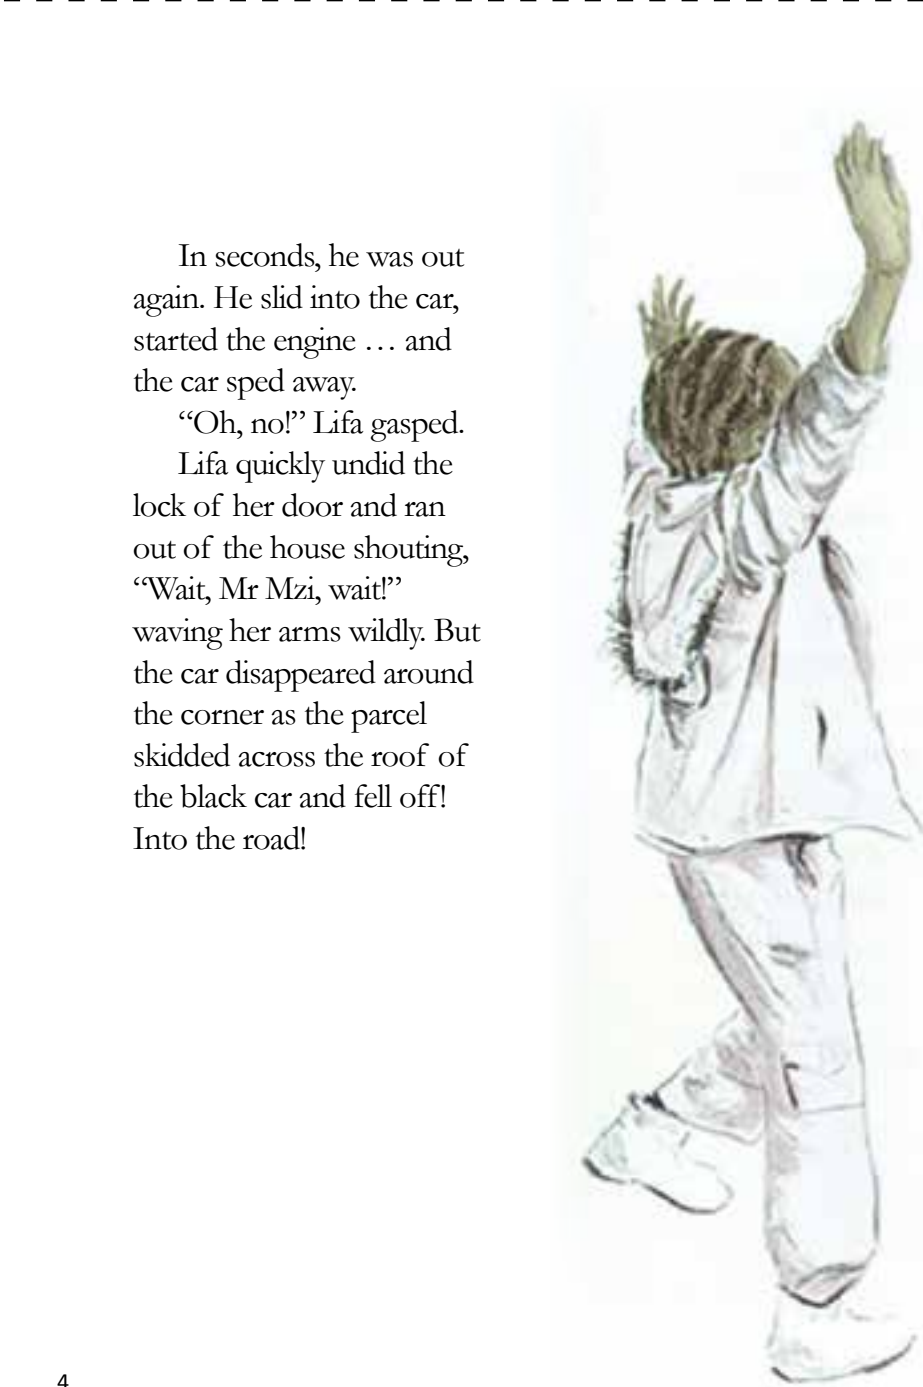 In seconds, he was out
again. He slid into the car,
started the engine … and
the car sped away.
“Oh, no!” Lifa gasped.
Lifa quickly undid the
lock of her door and ran
out of the house shouting,
“Wait, Mr Mzi, wait!”
waving her arms wildly. But
the car disappeared around
the corner as the parcel
skidded across the roof of
the black car and fell off!
Into the road!
4